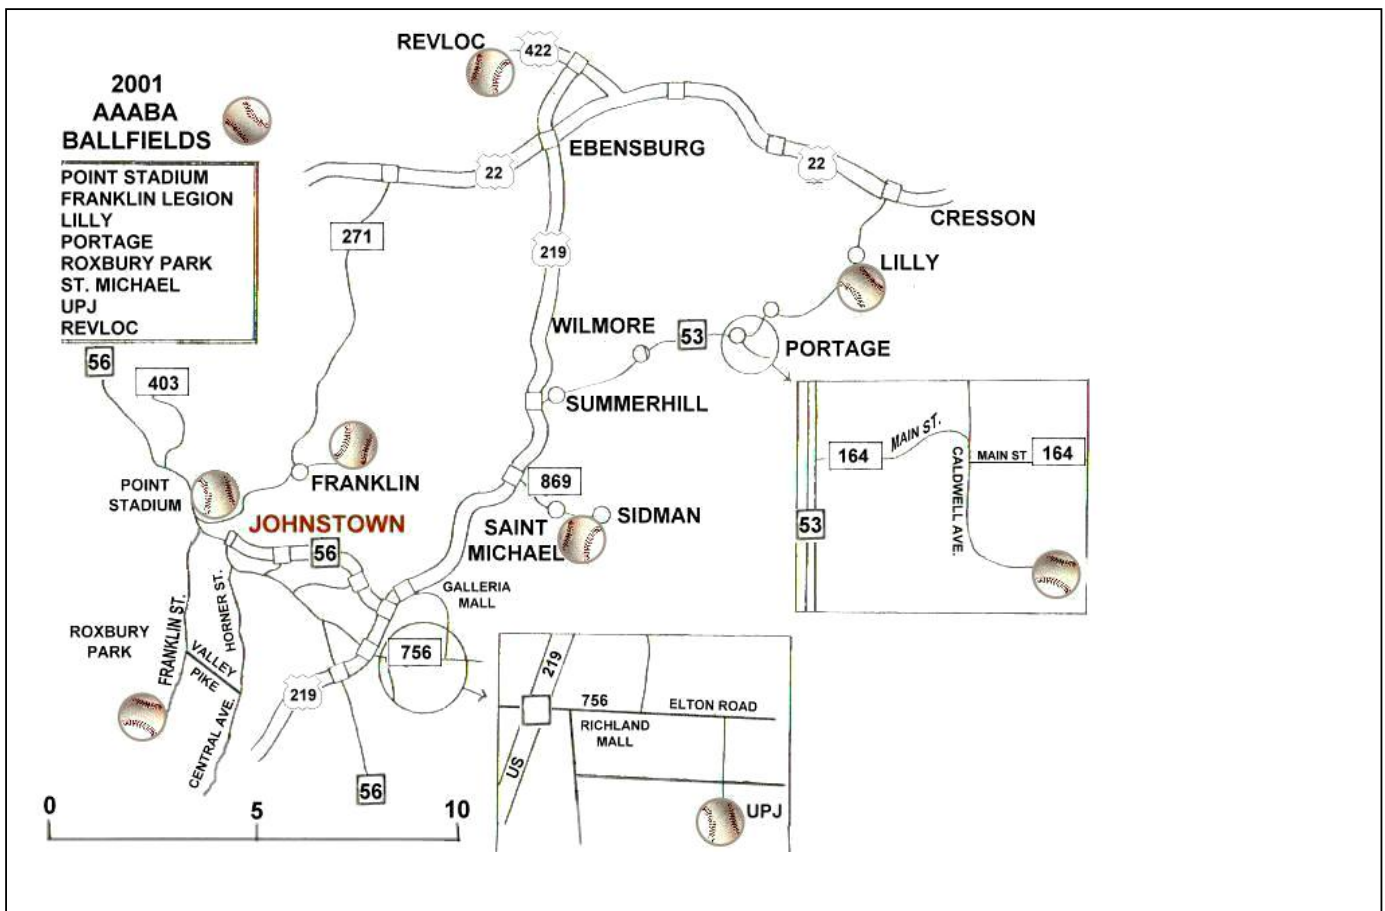 2001
AAABA
BALLFIELDS
POINT STADIUM
FRANKLIN LEGION
LILLY
PORTAGE
ROXBURY PARK
ST. MICHAEL
UPJ
REVLOC
REVLOC
422
EBENSBURG
22
22
CRESSON
271
219
LILLY
WILMORE
53
PORTAGE
56
403
SUMMERHILL
MAIN ST.
164
MAIN ST
164
CALDWELL AVE.
53
FRANKLIN
869
POINT
STADIUM
JOHNSTOWN
56
SAINT
MICHAEL
SIDMAN
GALLERIA
MALL
FRANKLIN ST.
HORNER ST.
ROXBURY
PARK
VALLEY
PIKE
756
219
CENTRAL AVE.
56
219
756
ELTON ROAD
RICHLAND
MALL
US
UPJ
0
5
10